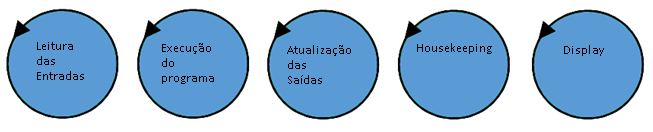 Leitura
das
Entradas
Execução
do
programa
Atualização
das
Saídas
Housekeeping
Display